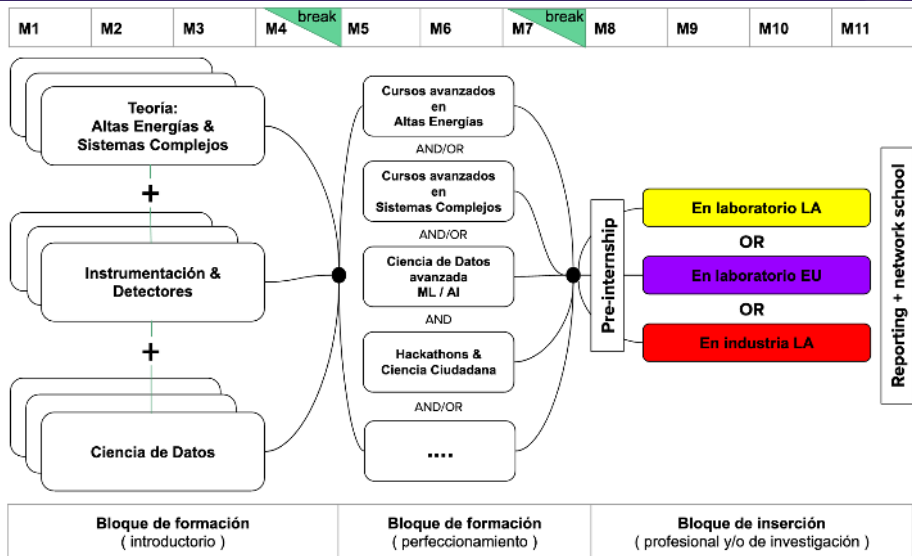 M1 M2 M3 M4 break M5 M6 M7 break M8 M9 M10 M11
Teoría:
Altas Energías &
Sistemas Complejos
+
Instrumentación &
Detectores
+
Ciencia de Datos
Cursos avanzados
en
Altas Energías
AND/OR
Cursos avanzados
en
Sistemas Complejos
AND/OR
Ciencia de Datos
avanzada
ML / AI
AND
Hackathons &
Ciencia Ciudadana
AND/OR
....
Pre-internship
En laboratorio LA
OR
En laboratorio EU
OR
En industria LA
Reporting + network school
Bloque de formación
( introductorio )
Bloque de formación
( perfeccionamiento )
Bloque de inserción
( profesional y/o de investigación )